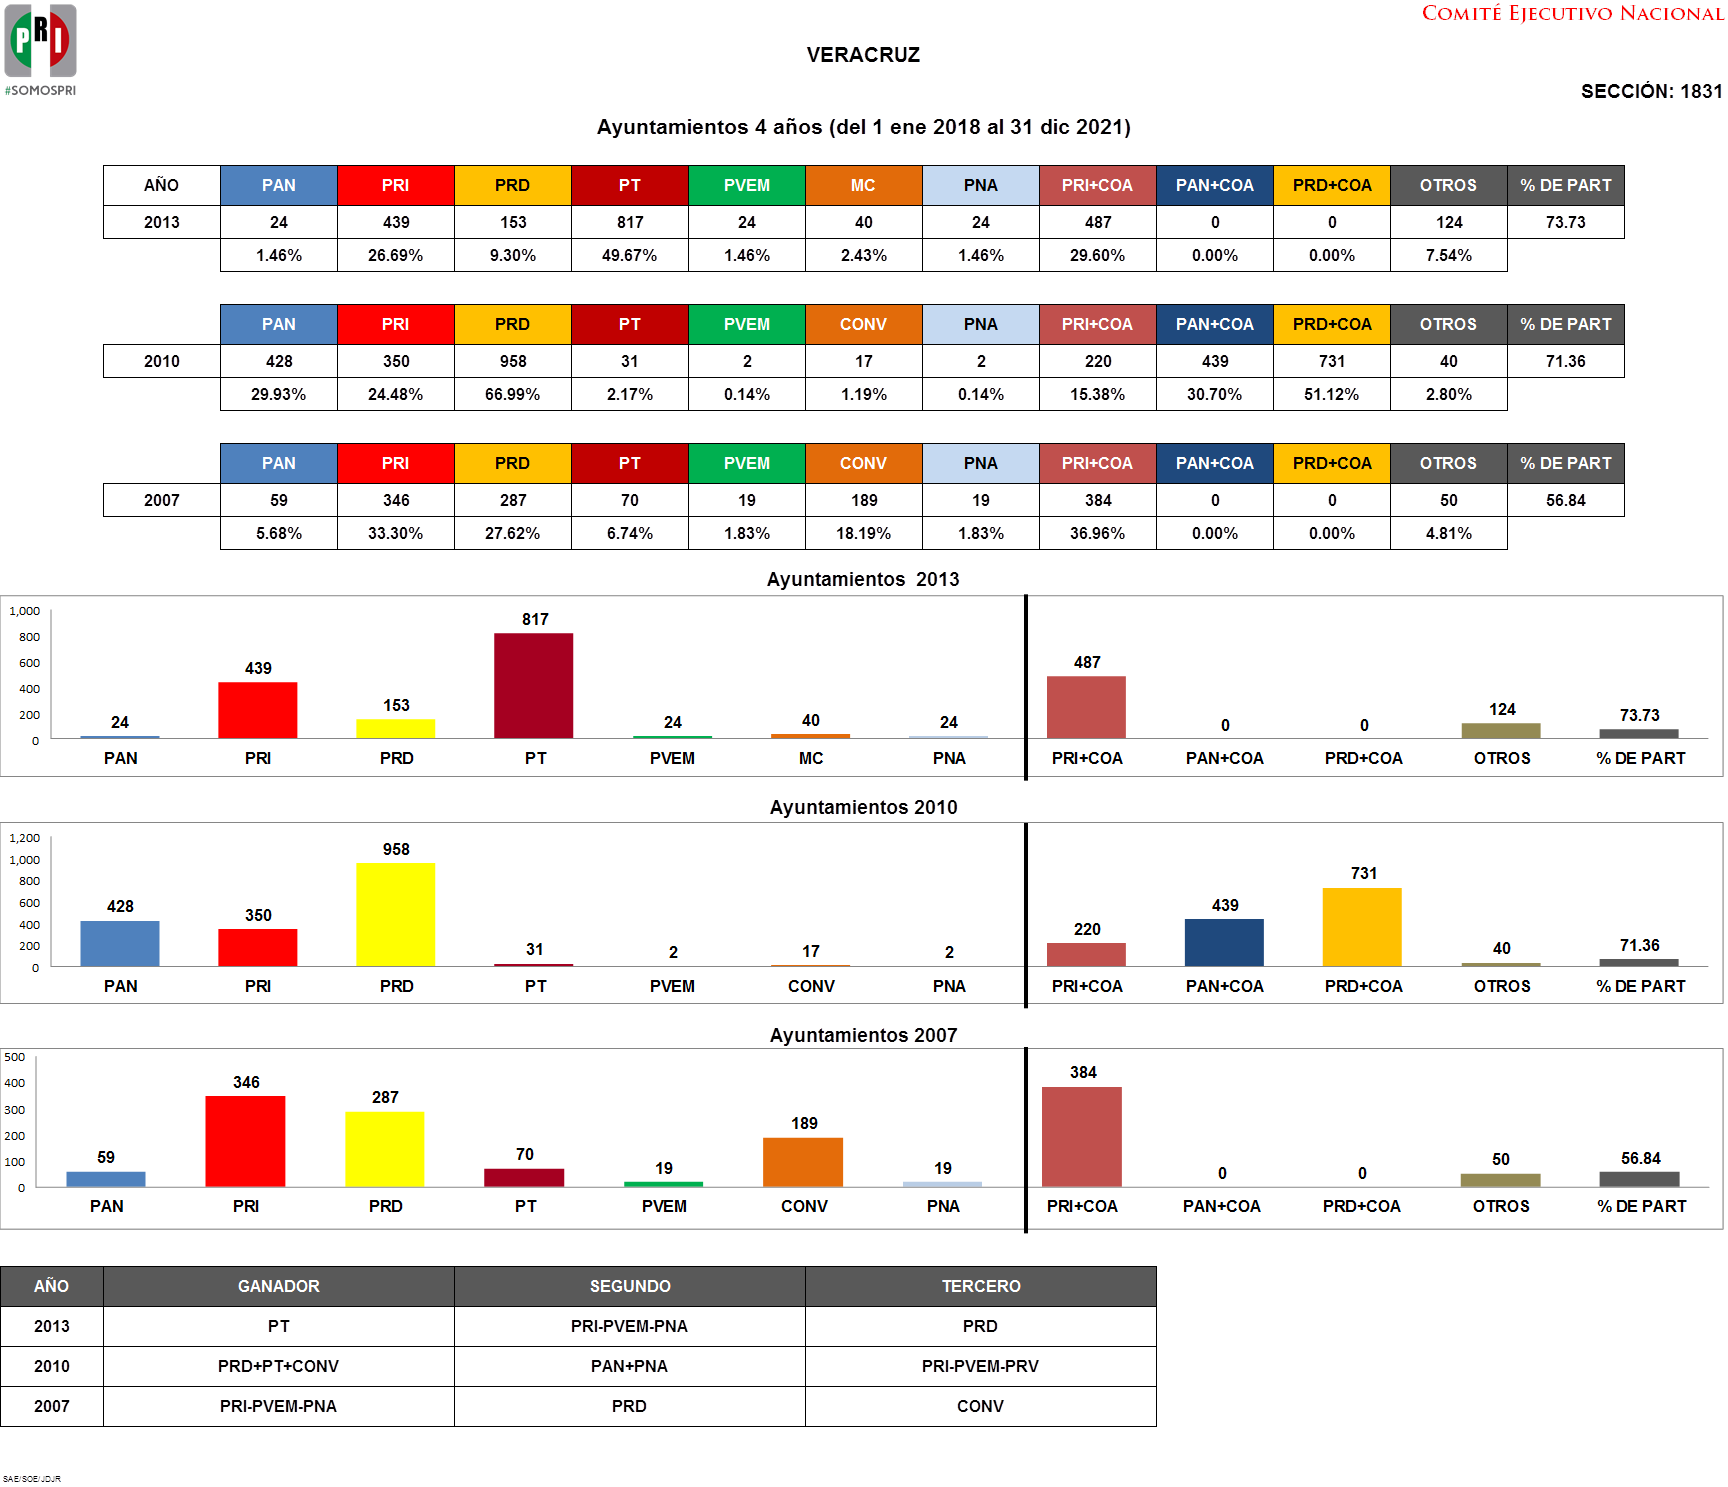 PRI
#SOMOSPRI
COMITÉ EJECUTIVO NACIONAL
VERACRUZ
SECCIÓN: 1831
Ayuntamientos 4 años (del 1 ene 2018 al 31 dic 2021)
AÑO PAN PRI PRD PT PVEM MC PNA PRI+COA PAN+COA PRD+COA OTROS % DE PART
2013 24 439 153 817 24 40 24 487 0 0 124 73.73
1.46% 26.69% 9.30% 49.67% 1.46% 2.43% 1.46% 29.60% 0.00% 0.00% 7.54%
PAN PRI PRD PT PVEM CONV PNA PRI+COA PAN+COA PRD+COA OTROS % DE PART
2010 428 350 958 31 2 17 2 220 439 731 40 71.36
29.93% 24.48% 66.99% 2.17% 0.14% 1.19% 0.14% 15.38% 30.70% 51.12% 2.80%
PAN PRI PRD PT PVEM CONV PNA PRI+COA PAN+COA PRD+COA OTROS % DE PART
2007 59 346 287 70 19 189 19 384 0 0 50 56.84
5.68% 33.30% 27.62% 6.74% 1.83% 18.19% 1.83% 36.96% 0.00% 0.00% 4.81%
Ayuntamientos 2013
1,000
800
600
400
200
0
24 439 153 817 24 40 24 487 0 0 124 73.73
PAN PRI PRD PT PVEM MC PNA PRI+COA PAN+COA PRD+COA OTROS % DE PART
Ayuntamientos 2010
1,200
1,000
800
600
400
200
0
428 350 958 31 2 17 2 220 439 731 40 71.36
PAN PRI PRD PT PVEM CONV PNA PRI+COA PAN+COA PRD+COA OTROS % DE PART
Ayuntamientos 2007
500
400
300
200
100
0
59 346 287 70 19 189 19 384 0 0 50 56.84
PAN PRI PRD PT PVEM CONV PNA PRI+COA PAN+COA PRD+COA OTROS % DE PART
AÑO GANADOR SEGUNDO TERCERO
2013 PT PRI-PVEM-PNA PRD
2010 PRD+PT+CONV PAN+PNA PRI-PVEM-PRV
2007 PRI-PVEM-PNA PRD CONV
SAE/SOE/JDJR